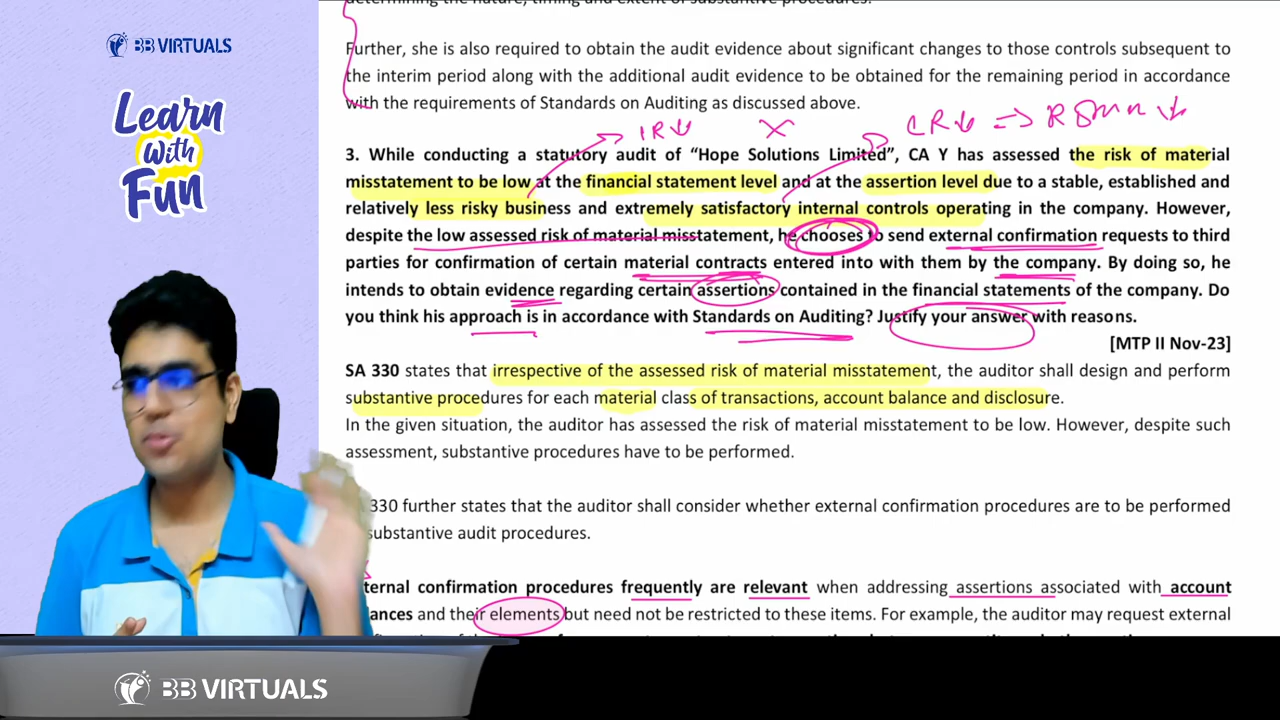 determining the nature, timing and extent of substantive procedures.
BB VIRTUALS
Learn
With
Fun
Further, she is also required to obtain the audit evidence about significant changes to those controls subsequent to
the interim period along with the additional audit evidence to be obtained for the remaining period in accordance
with the requirements of Standards on Auditing as discussed above.
IR↓ X CR↓ => ROMM ↓
3. While conducting a statutory audit of “Hope Solutions Limited”, CA Y has assessed the risk of material
misstatement to be low at the financial statement level and at the assertion level due to a stable, established and
relatively less risky business and extremely satisfactory internal controls operating in the company. However,
despite the low assessed risk of material misstatement, he chooses to send external confirmation requests to third
parties for confirmation of certain material contracts entered into with them by the company. By doing so, he
intends to obtain evidence regarding certain assertions contained in the financial statements of the company. Do
you think his approach is in accordance with Standards on Auditing? Justify your answer with reasons.
[MTP II Nov-23]
SA 330 states that irrespective of the assessed risk of material misstatement, the auditor shall design and perform
substantive procedures for each material class of transactions, account balance and disclosure.
In the given situation, the auditor has assessed the risk of material misstatement to be low. However, despite such
assessment, substantive procedures have to be performed.
330 further states that the auditor shall consider whether external confirmation procedures are to be performed
substantive audit procedures.
ternal confirmation procedures frequently are relevant when addressing assertions associated with account
ances and their elements but need not be restricted to these items. For example, the auditor may request external
BB VIRTUALS